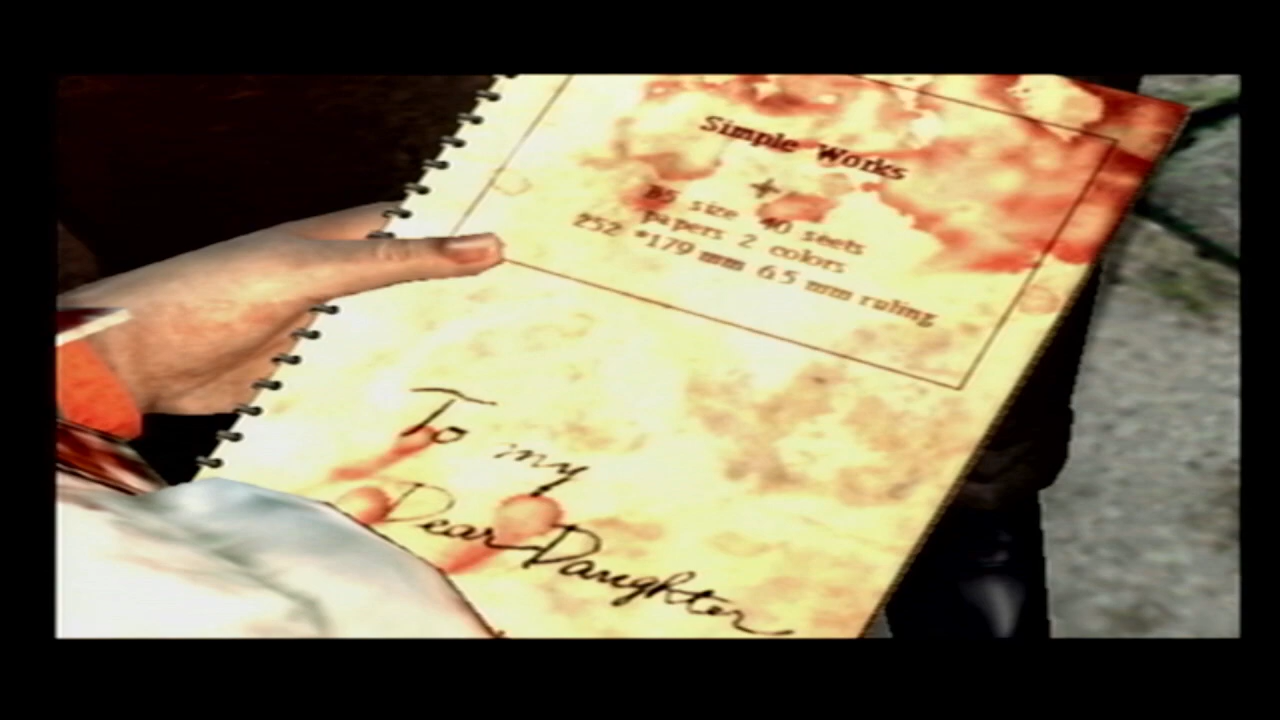 Simple Works
B5 size 40 seets
papers 2 colors
252 *179 mm 6.5 mm ruling
To my
Dear Daughter